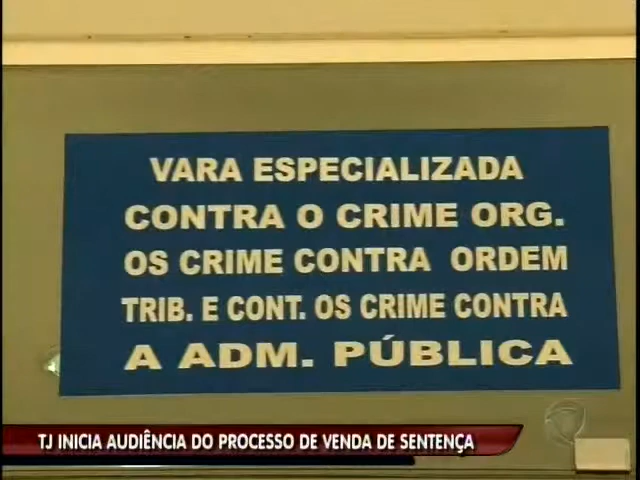 VARA ESPECIALIZADA
CONTRA O CRIME ORG.
OS CRIME CONTRA ORDEM
TRIB. E CONT. OS CRIME CONTRA
A ADM. PÚBLICA
TJ INICIA AUDIÊNCIA DO PROCESSO DE VENDA DE SENTENÇA